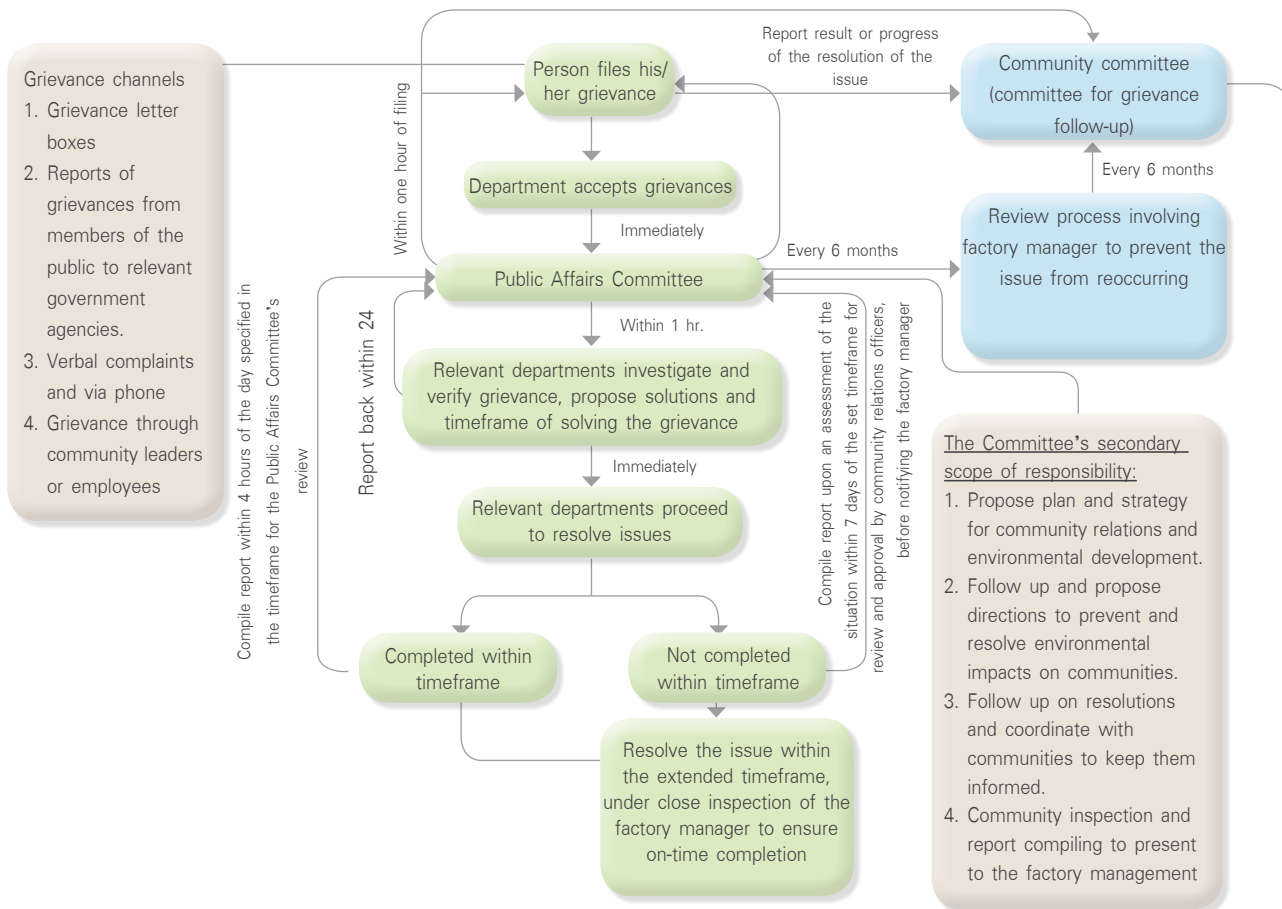 Grievance channels
1. Grievance letter
boxes
2. Reports of
grievances from
members of the
public to relevant
government
agencies.
3. Verbal complaints
and via phone
4. Grievance through
community leaders
or employees
Person files his/
her grievance
Report result or progress
of the resolution of the
issue
Community committee
(committee for grievance
follow-up)
Within one hour of filing
Department accepts grievances
Immediately
Every 6 months
Public Affairs Committee
Every 6 months
Review process involving
factory manager to prevent the
issue from reoccurring
Within 1 hr.
Report back within 24
Relevant departments investigate and
verify grievance, propose solutions and
timeframe of solving the grievance
Immediately
Relevant departments proceed
to resolve issues
Compile report within 4 hours of the day specified in
the timeframe for the Public Affairs Committee's
review
Compile report upon an assessment of the
situation within 7 days of the set timeframe for
review and approval by community relations officers,
before notifying the factory manager
Completed within
timeframe
Not completed
within timeframe
Resolve the issue within
the extended timeframe,
under close inspection of the
factory manager to ensure
on-time completion
The Committee's secondary
scope of responsibility:
1. Propose plan and strategy
for community relations and
environmental development.
2. Follow up and propose
directions to prevent and
resolve environmental
impacts on communities.
3. Follow up on resolutions
and coordinate with
communities to keep them
informed.
4. Community inspection and
report compiling to present
to the factory management